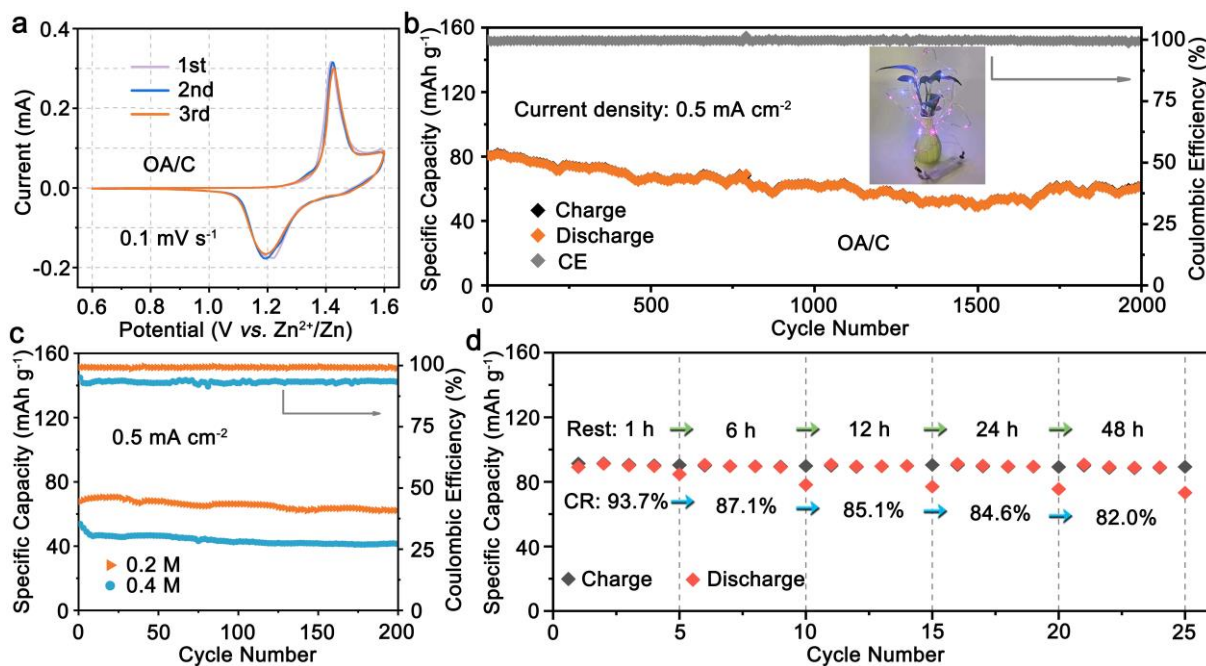 a
0.4
0.3
0.2
0.1
0.0
-0.2
Current (mA)
1st
2nd
3rd
OA/C
0.1 mV s⁻¹
0.6 0.8 1.0 1.2 1.4 1.6
Potential (V vs. Zn²⁺/Zn)
b
160
120
80
40
0
Specific Capacity (mAh g⁻¹)
Current density: 0.5 mA cm⁻²
Charge
Discharge
CE
OA/C
100
75
50
25
0
Coulombic Efficiency (%)
0 500 1000 1500 2000
Cycle Number
c
160
120
80
40
0
Specific Capacity (mAh g⁻¹)
0.5 mA cm⁻²
0.2 M
0.4 M
100
75
50
25
0
Coulombic Efficiency (%)
0 50 100 150 200
Cycle Number
d
160
120
80
40
0
Specific Capacity (mAh g⁻¹)
Rest: 1 h 6 h 12 h 24 h 48 h
CR: 93.7% 87.1% 85.1% 84.6% 82.0%
Charge Discharge
5 10 15 20 25
Cycle Number